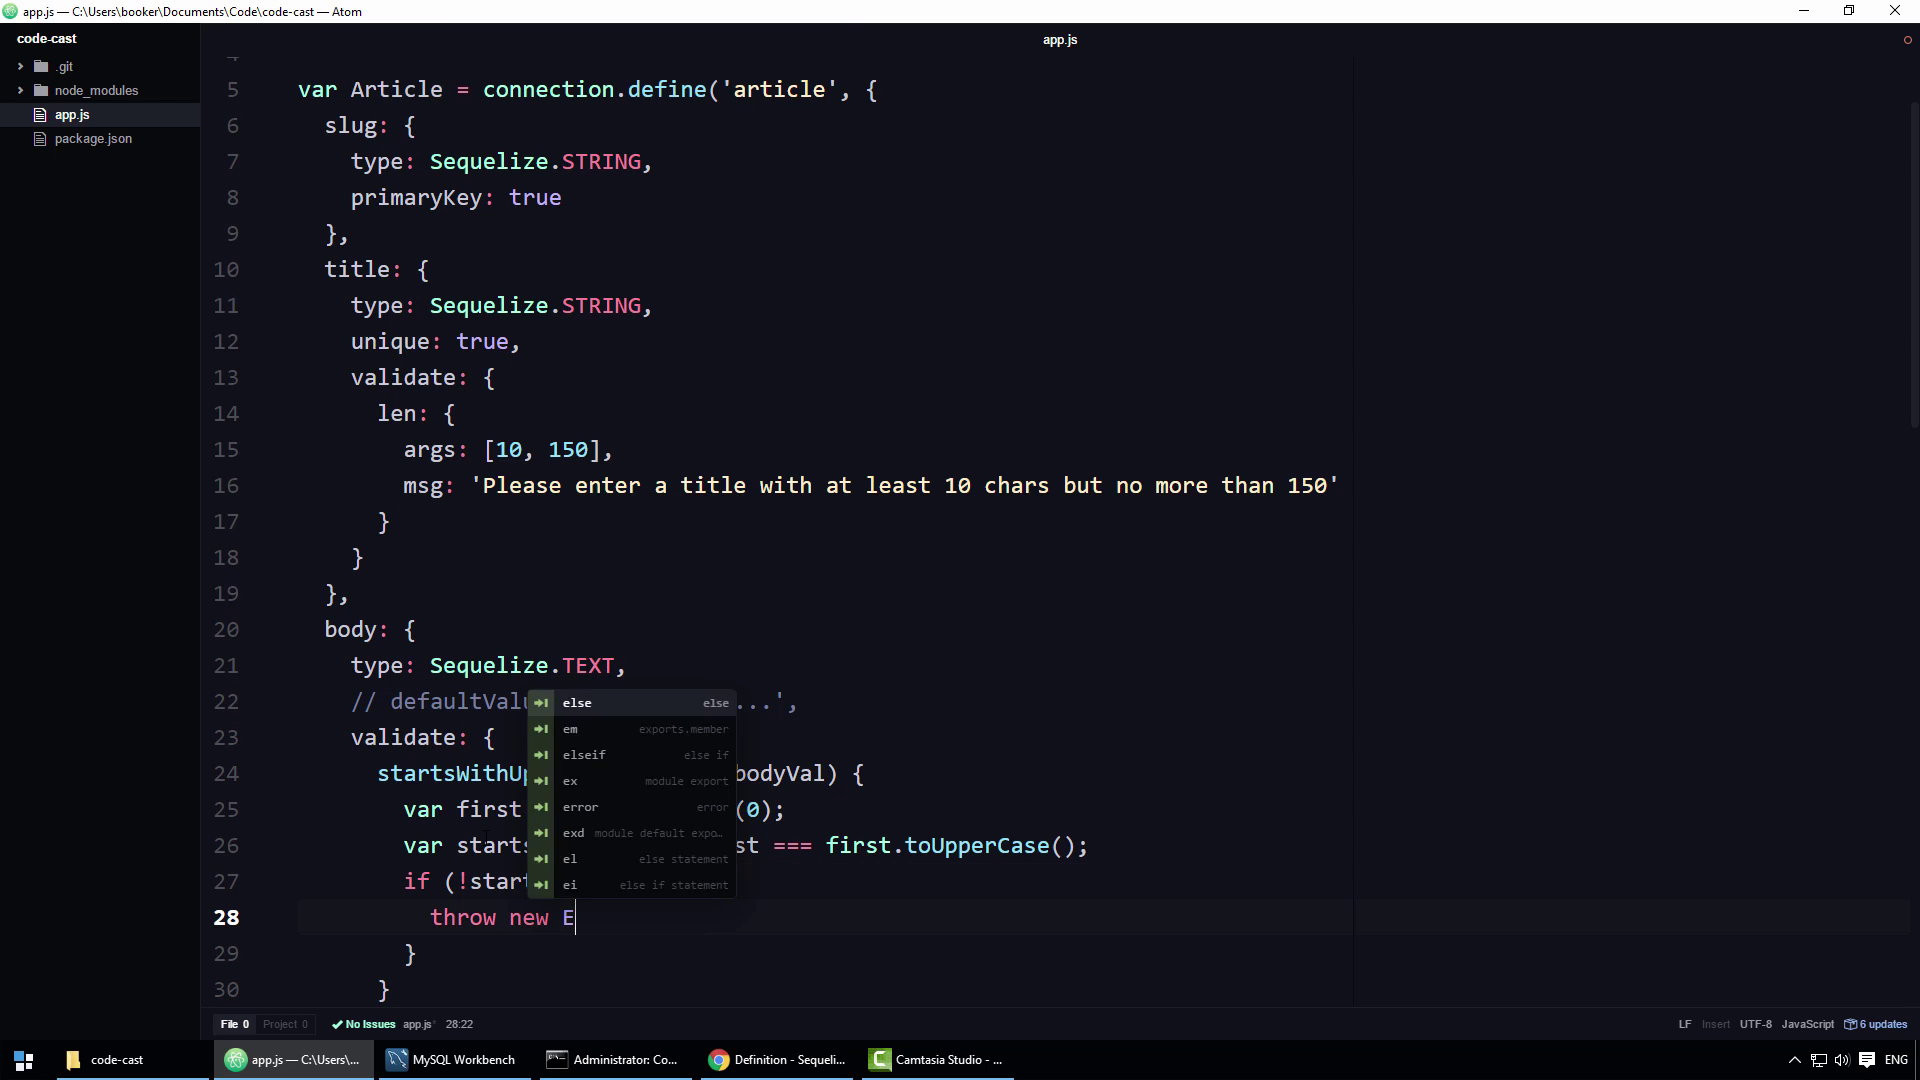 app.js — C:\Users\booker\Documents\Code\code-cast — Atom
code-cast
.git
node_modules
app.js
package.json
app.js
4
5 var Article = connection.define('article', {
6 slug: {
7 type: Sequelize.STRING,
8 primaryKey: true
9 },
10 title: {
11 type: Sequelize.STRING,
12 unique: true,
13 validate: {
14 len: {
15 args: [10, 150],
16 msg: 'Please enter a title with at least 10 chars but no more than 150'
17 }
18 }
19 },
20 body: {
21 type: Sequelize.TEXT,
22 // defaultValu ...',
23 validate: {
24 startsWithUp bodyVal) {
25 var first (0);
26 var starts st === first.toUpperCase();
27 if (!start
28 throw new E
29 }
30 }
else else
em exports.member
elseif else if
ex module export
error error
exd module default expo...
el else statement
ei else if statement
File 0 Project 0 No Issues app.js* 28:22 LF Insert UTF-8 JavaScript 6 updates
code-cast app.js — C:\Users\... MySQL Workbench Administrator: Co... Definition - Sequeli... Camtasia Studio - ... ENG